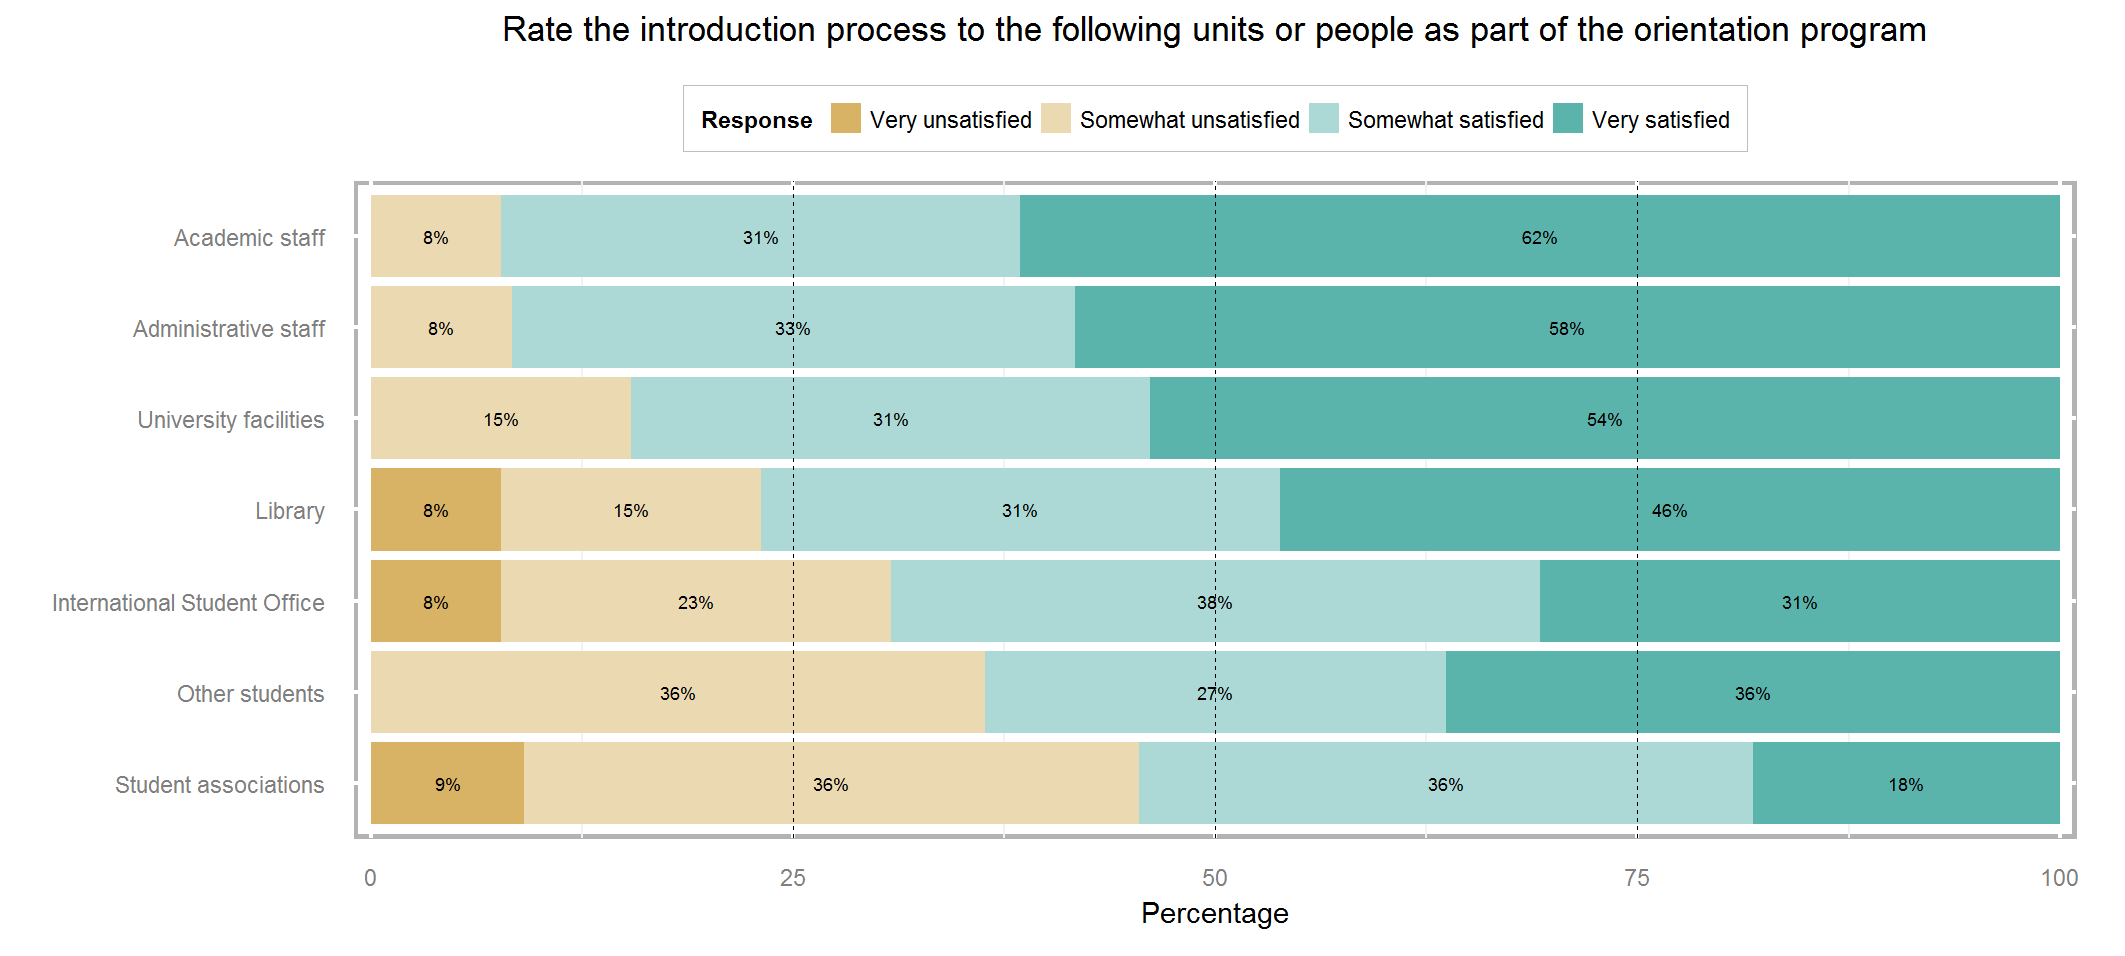 Rate the introduction process to the following units or people as part of the orientation program
Response Very unsatisfied Somewhat unsatisfied Somewhat satisfied Very satisfied
Academic staff 8% 31% 62%
Administrative staff 8% 33% 58%
University facilities 15% 31% 54%
Library 8% 15% 31% 46%
International Student Office 8% 23% 38% 31%
Other students 36% 27% 36%
Student associations 9% 36% 36% 18%
0 25 50 75 100
Percentage